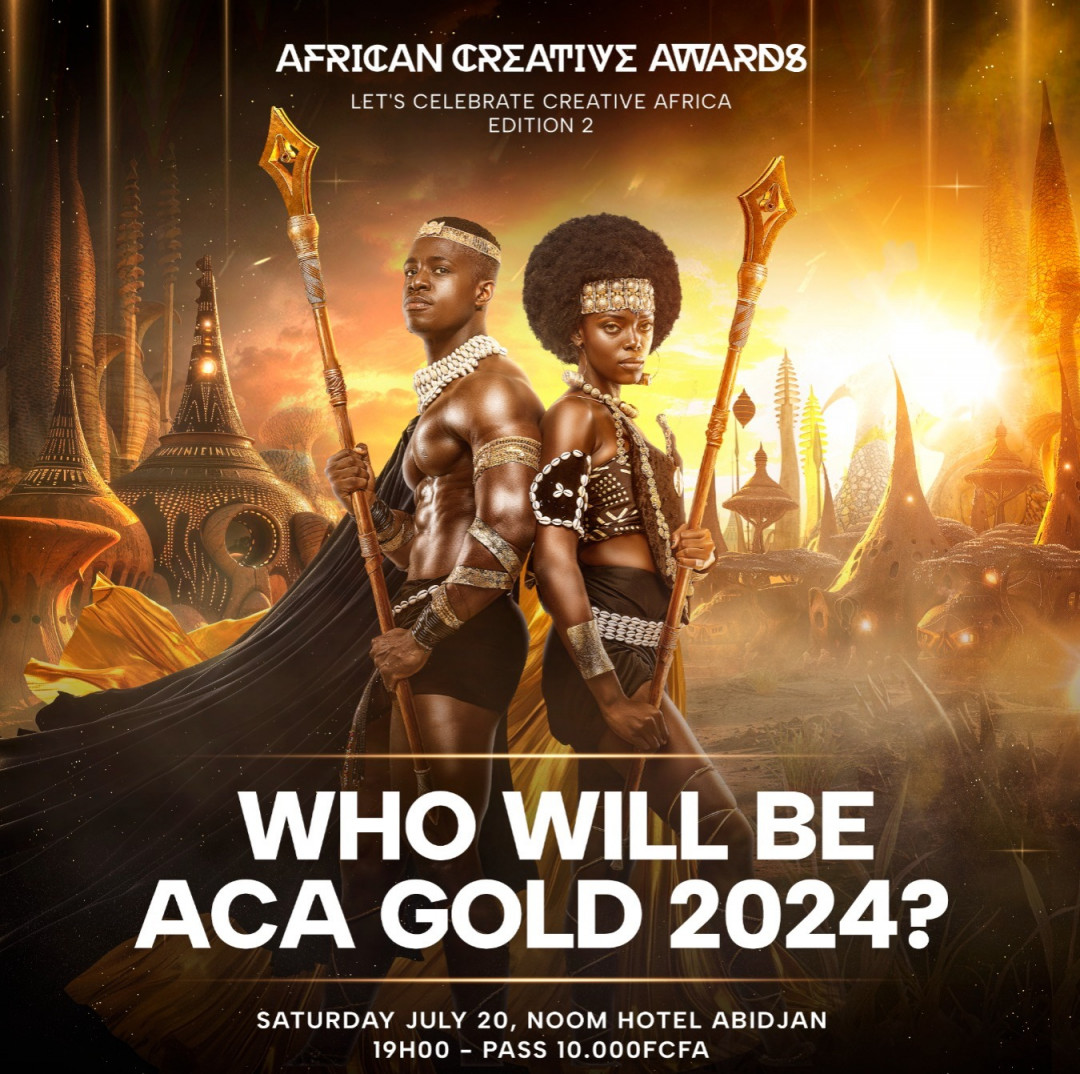 AFRICAN CREATIVE AWARDS
LET'S CELEBRATE CREATIVE AFRICA
EDITION 2
WHO WILL BE
ACA GOLD 2024?
SATURDAY JULY 20, NOOM HOTEL ABIDJAN
19H00 - PASS 10.000FCFA